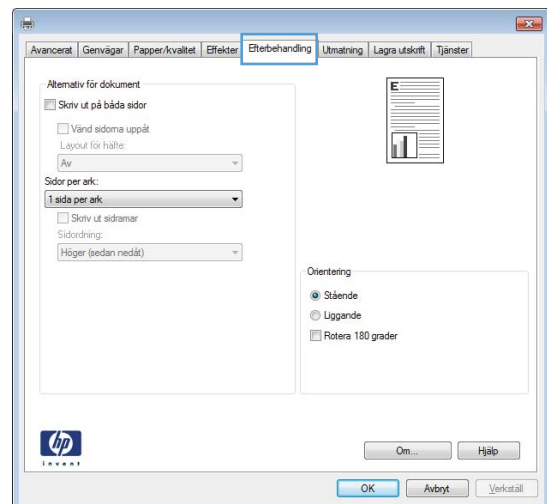 Avancerat Genvägar Papper/kvalitet Effekter Efterbehandling Utmatning Lagra utskrift Tjänster
Alternativ för dokument
Skriv ut på båda sidor
Vänd sidorna uppåt
Layout för häfte:
Av
Sidor per ark:
1 sida per ark
Skriv ut sidramar
Sidordning:
Höger (sedan nedåt)
E
Orientering
Stående
Liggande
Rotera 180 grader
hp
invent
Om... Hjälp
OK Avbryt Verkställ